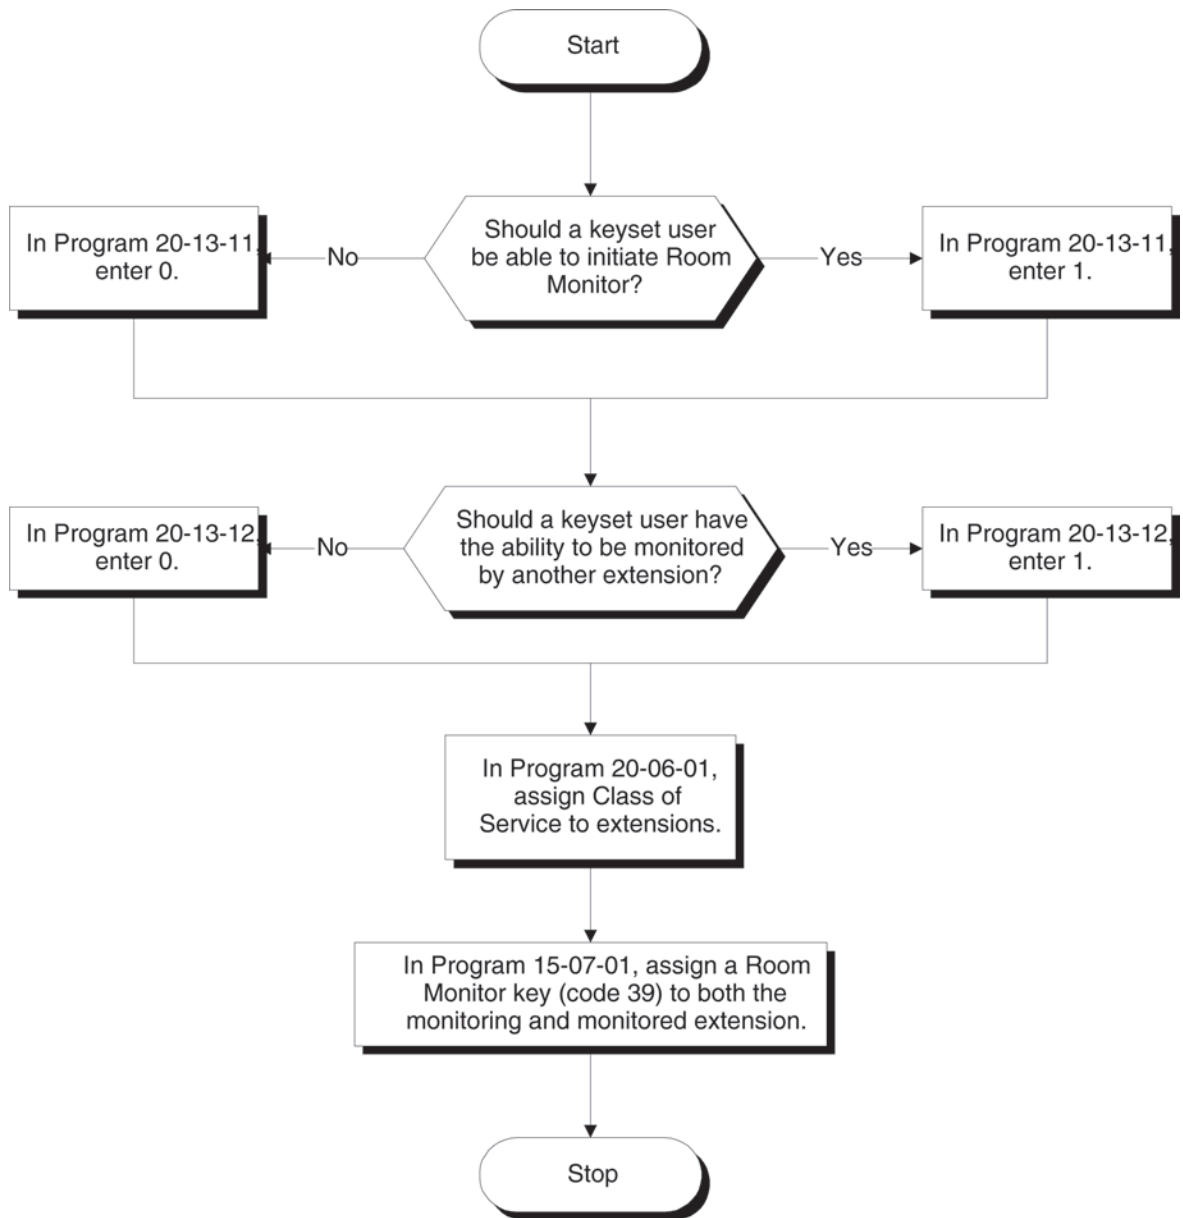 Start
Should a keyset user
be able to initiate Room
Monitor?
No
Yes
In Program 20-13-11,
enter 0.
In Program 20-13-11,
enter 1.
Should a keyset user have
the ability to be monitored
by another extension?
No
Yes
In Program 20-13-12,
enter 0.
In Program 20-13-12,
enter 1.
In Program 20-06-01,
assign Class of
Service to extensions.
In Program 15-07-01, assign a Room
Monitor key (code 39) to both the
monitoring and monitored extension.
Stop